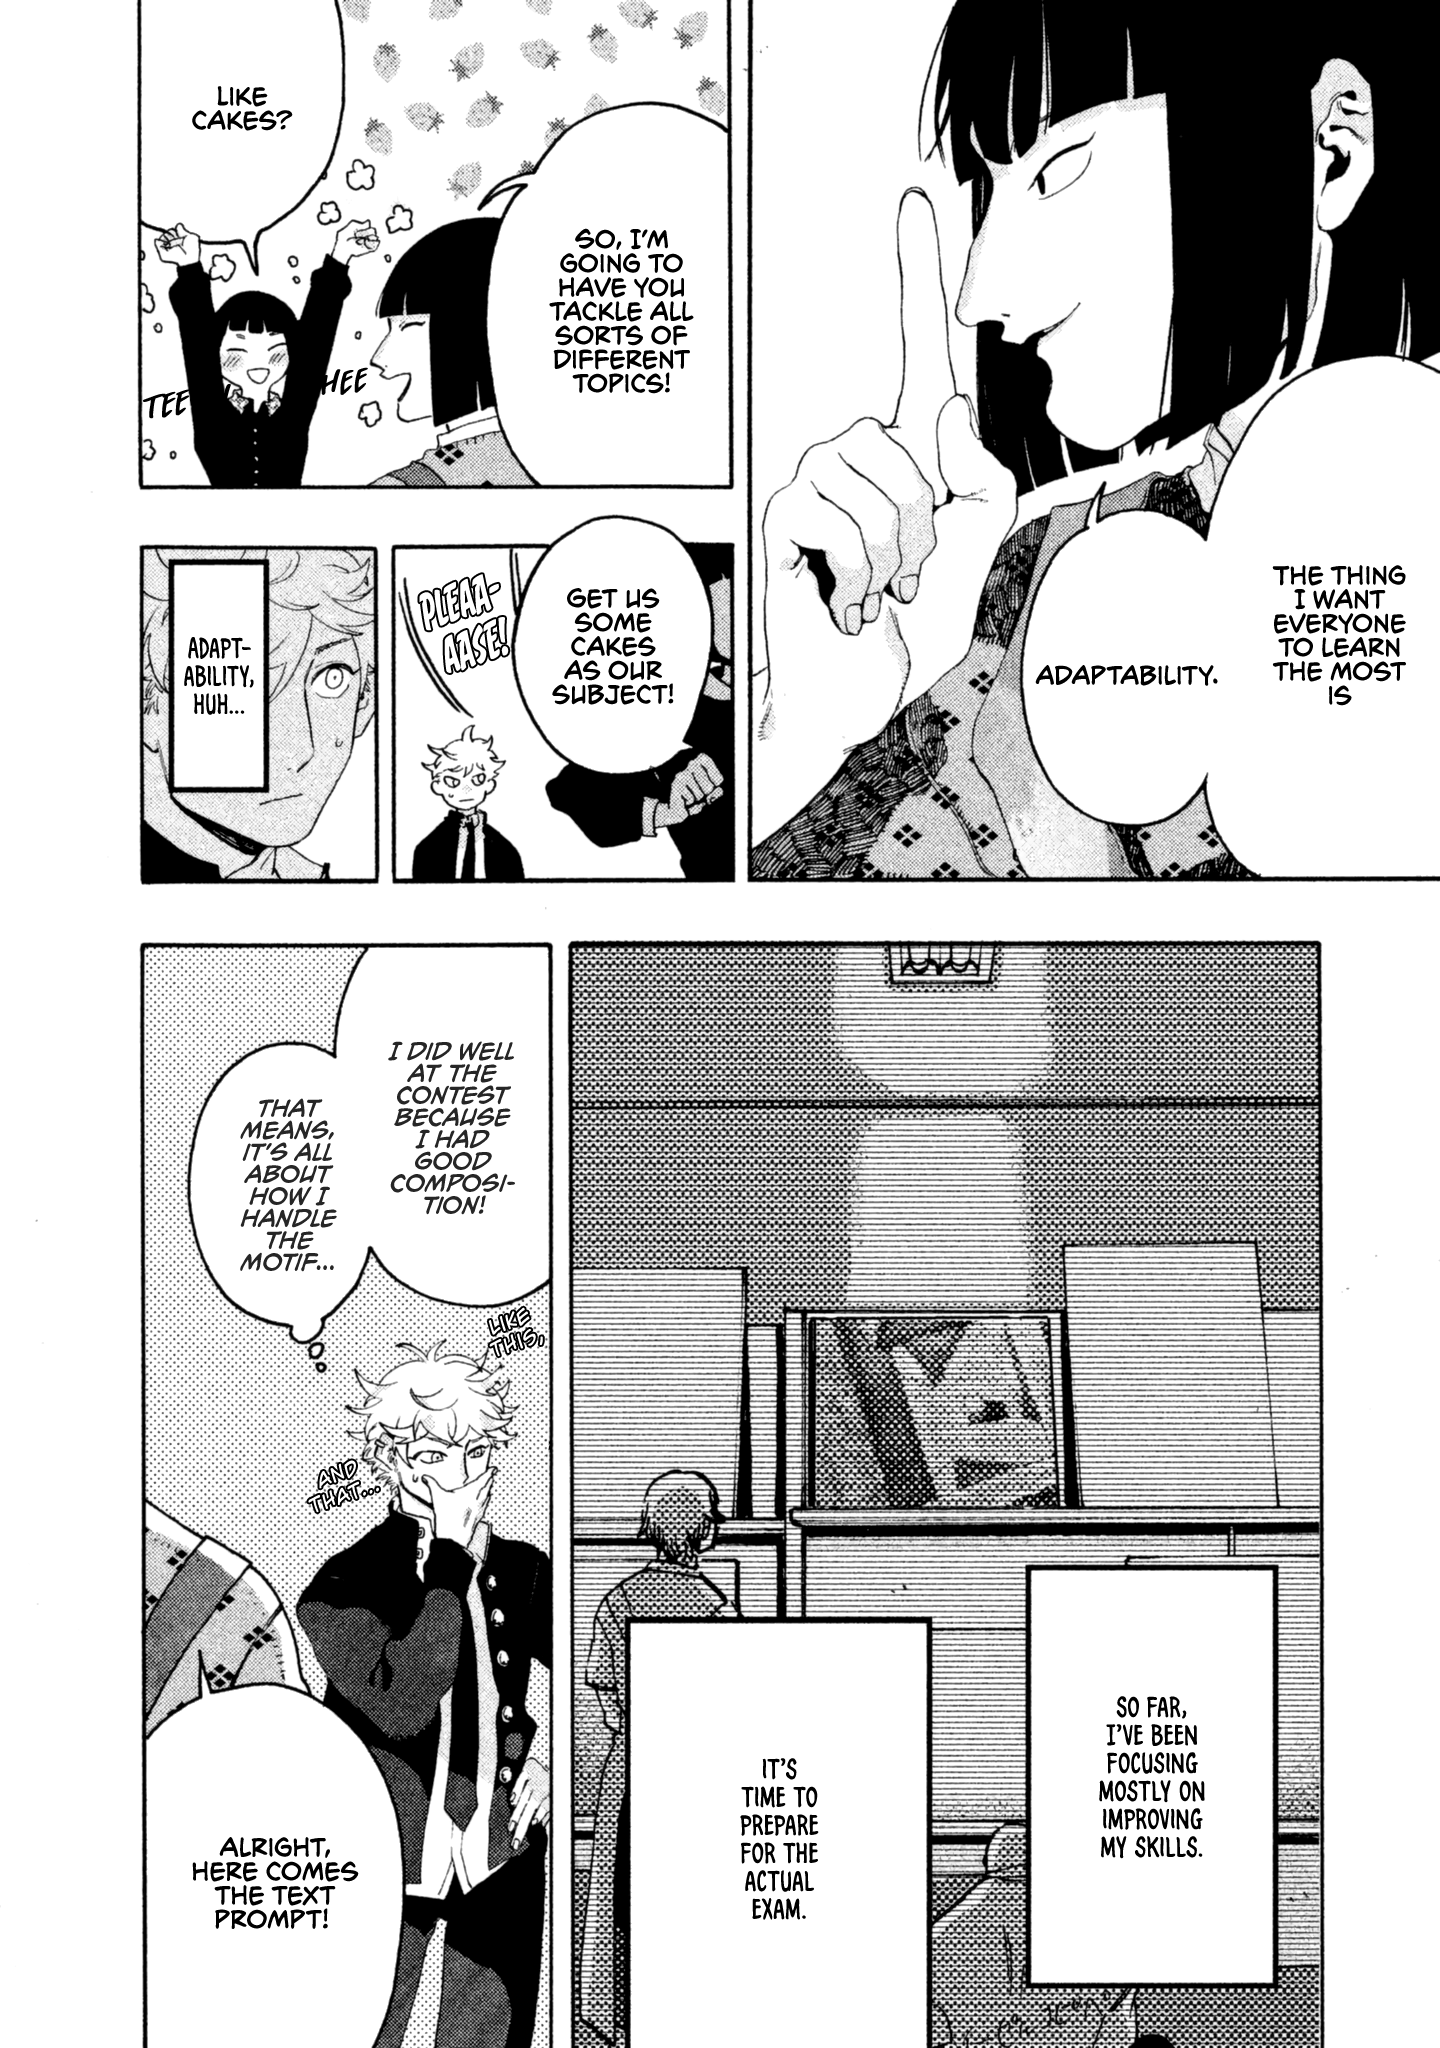 THE THING
I WANT
EVERYONE
TO LEARN
THE MOST
IS
ADAPTABILITY.
SO, I'M
GOING TO
HAVE YOU
TACKLE ALL
SORTS OF
DIFFERENT
TOPICS!
LIKE
CAKES?
HEE
GET US
SOME
CAKES
AS OUR
SUBJECT!
PLEAA-
AASE!
ADAPT-
ABILITY,
HUH...
SO FAR,
I'VE BEEN
FOCUSING
MOSTLY ON
IMPROVING
MY SKILLS.
IT'S
TIME TO
PREPARE
FOR THE
ACTUAL
EXAM.
I DID WELL
AT THE
CONTEST
BECAUSE
I HAD
GOOD
COMPOSI-
TION!
THAT
MEANS,
IT'S ALL
ABOUT
HOW I
HANDLE
THE
MOTIF...
LIKE
THIS,
AND
THAT...
ALRIGHT,
HERE COMES
THE TEXT
PROMPT!